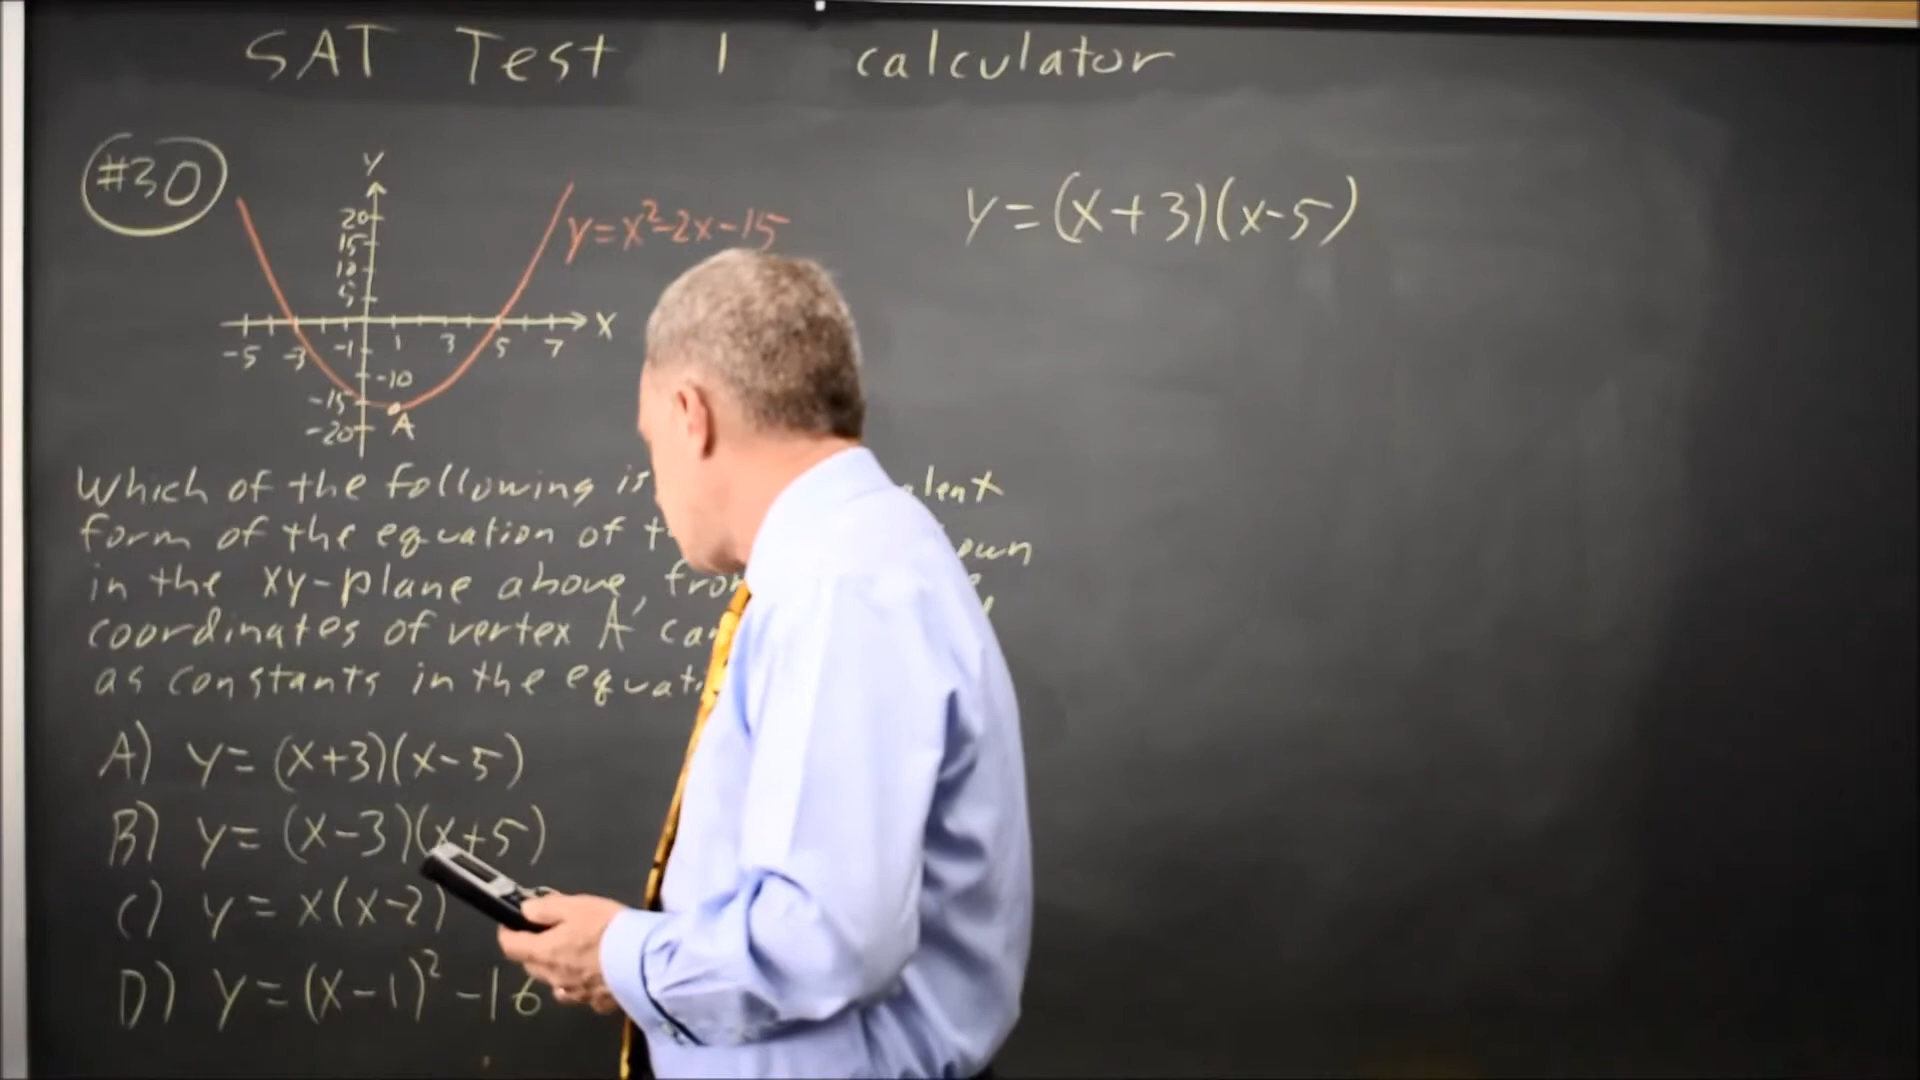 SAT Test 1 calculator
#30
Y
20
15
10
5
y=x²-2x-15
X
-5 -3 -1 1 3 5 7
-10
-15
-20
A
y=(x+3)(x-5)
Which of the following is
form of the equation of
in the xy-plane above,
coordinates of vertex A
as constants in the
A) y=(x+3)(x-5)
B) y=(x-3)(x+5)
C) y=x(x-2)
D) y=(x-1)²-16